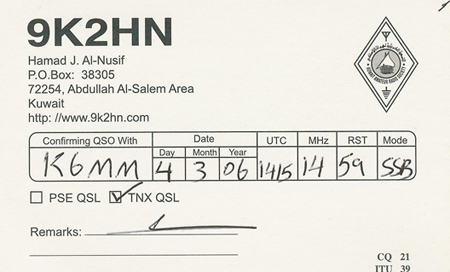 9K2HN
Hamad J. Al-Nusif
P.O.Box: 38305
72254, Abdullah Al-Salem Area
Kuwait
http: //www.9k2hn.com
Confirming QSO With Date UTC MHz RST Mode
Day Month Year
K6MM 4 3 06 1415 14 59 SSB
PSE QSL TNX QSL
Remarks:
CQ 21
ITU 39